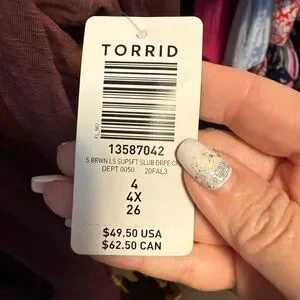 TORRID
13587042
S BRWN LS SUPSFT SLUB DRPE
DEPT 0050 20FAL3
4
4X
26
$49.50 USA
$62.50 CAN